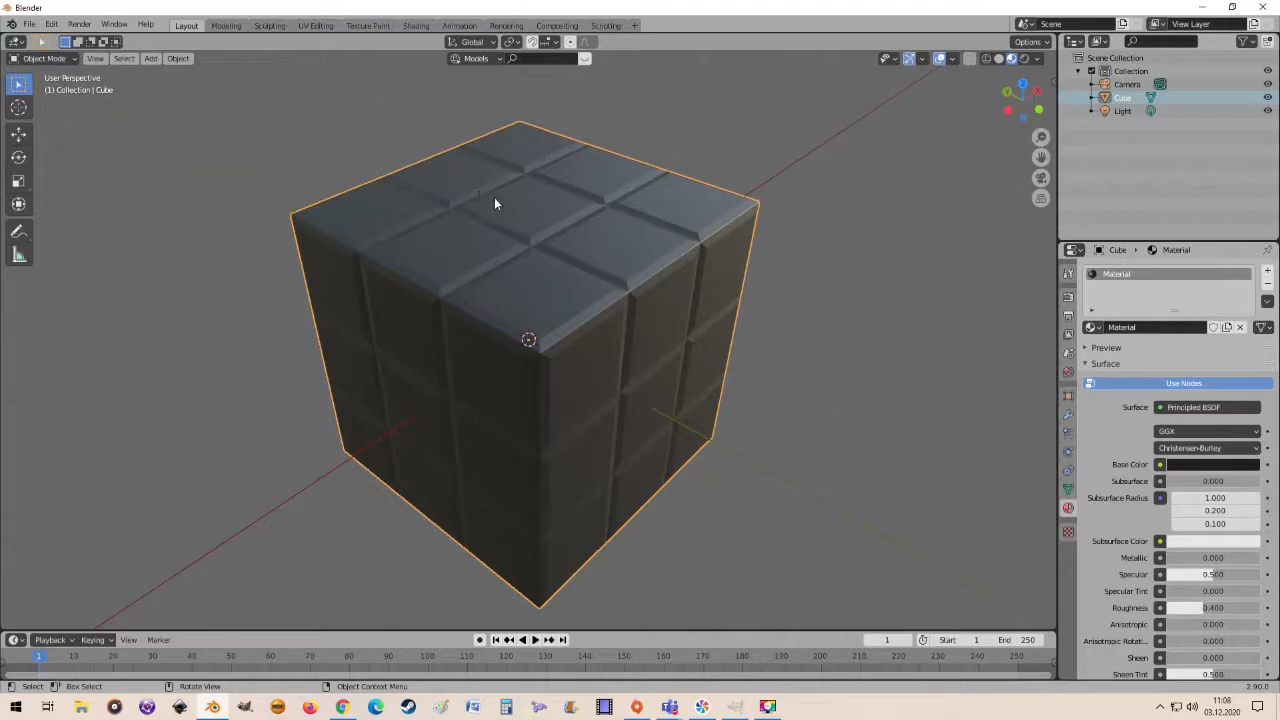 Blender
File Edit Render Window Help Layout Modeling Sculpting UV Editing Texture Paint Shading Animation Rendering Compositing Scripting + Scene View Layer
Global Options
Object Mode View Select Add Object Models
User Perspective
(1) Collection | Cube
Scene Collection
Collection
Camera
Cube
Light
Cube Material
Material
Material
Preview
Surface
Use Nodes
Surface Principled BSDF
GGX
Christensen-Burley
Base Color
Subsurface 0.000
Subsurface Radius 1.000
0.200
0.100
Subsurface Color
Metallic 0.000
Specular 0.500
Specular Tint 0.000
Roughness 0.400
Anisotropic 0.000
Anisotropic Rotati... 0.000
Sheen 0.000
Sheen Tint 0.500
Playback Keying View Marker 1 Start 1 End 250
1 10 20 30 40 50 60 70 80 90 100 110 120 130 140 150 160 170 180 190 200 210 220 230 240 250
Select Box Select Rotate View Object Context Menu 2.90.0
11:08
03.12.2020